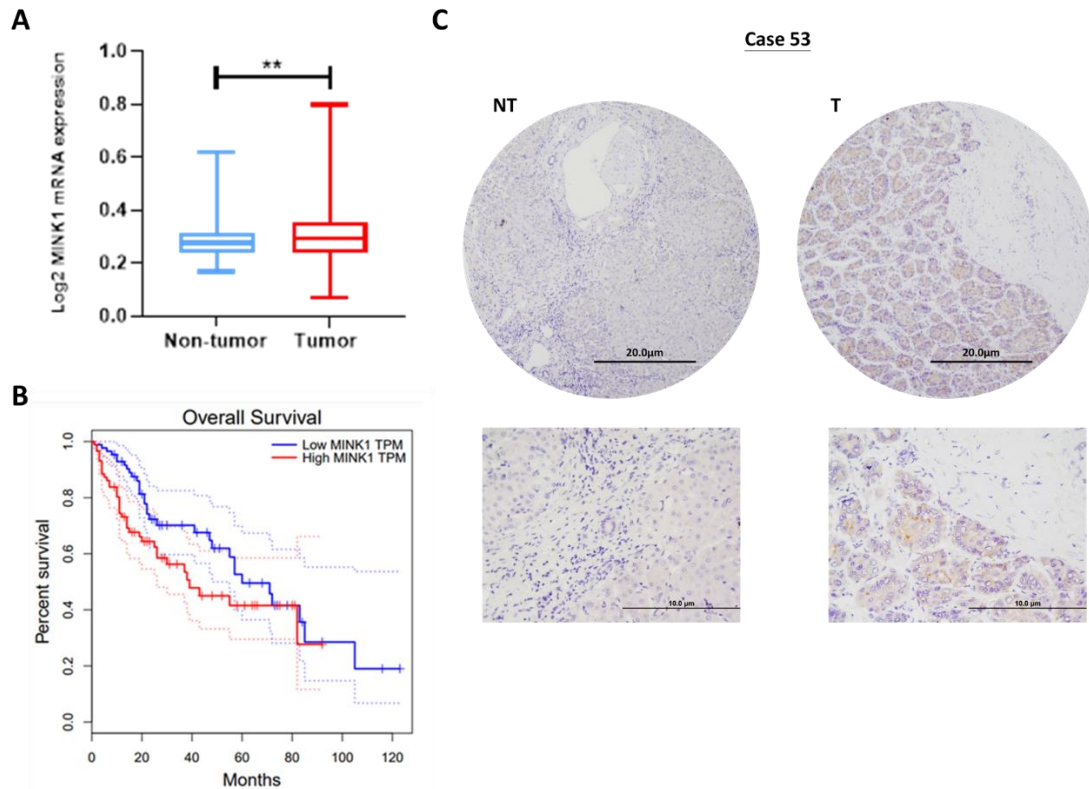 A
Log2 MINK1 mRNA expression
1.0
0.8
0.6
0.4
0.2
0.0
**
Non-tumor
Tumor
B
Overall Survival
Low MINK1 TPM
High MINK1 TPM
Percent survival
1.0
0.8
0.6
0.4
0.2
0.0
0 20 40 60 80 100 120
Months
C
Case 53
NT
20.0µm
T
20.0µm
10.0 µm
10.0 µm